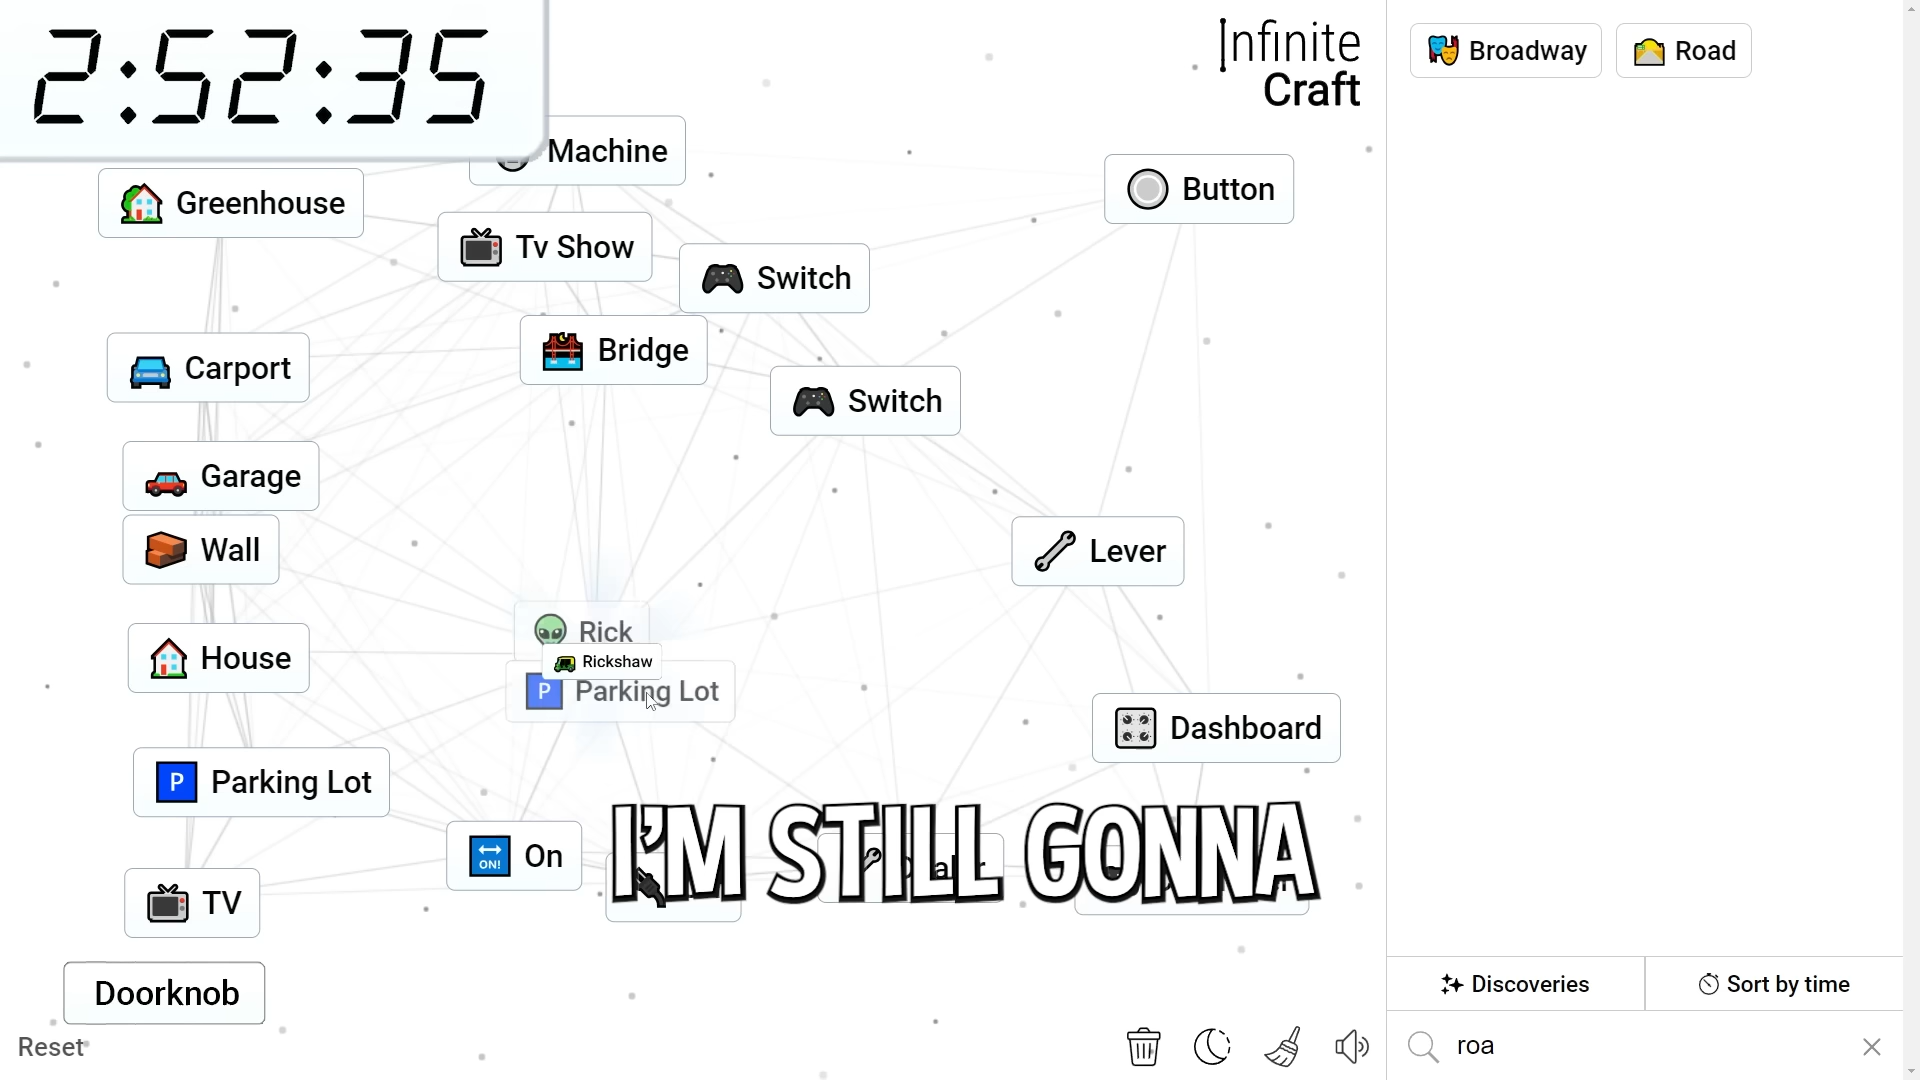 2:52:35
Infinite
Craft
Broadway
Road
Machine
Greenhouse
Button
Tv Show
Switch
Bridge
Carport
Switch
Garage
Wall
Lever
Rick
Rickshaw
House
Parking Lot
Dashboard
Parking Lot
I'M STILL GONNA
On
ON!
TV
Doorknob
Discoveries
Sort by time
Reset
roa